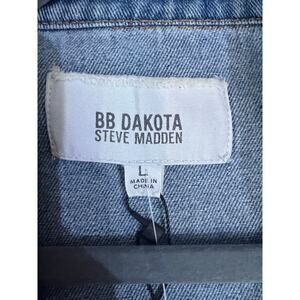 BB DAKOTA
STEVE MADDEN
L
MADE IN
CHINA